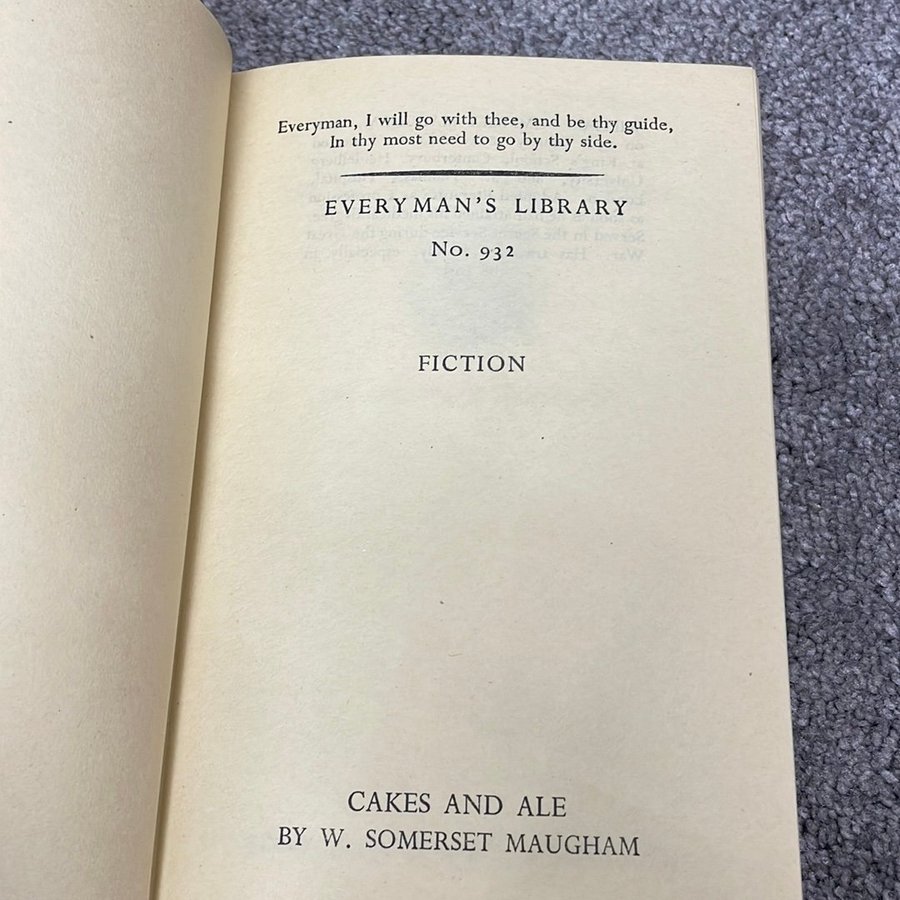 Everyman, I will go with thee, and be thy guide,
In thy most need to go by thy side.
EVERYMAN'S LIBRARY
No. 932
FICTION
CAKES AND ALE
BY W. SOMERSET MAUGHAM